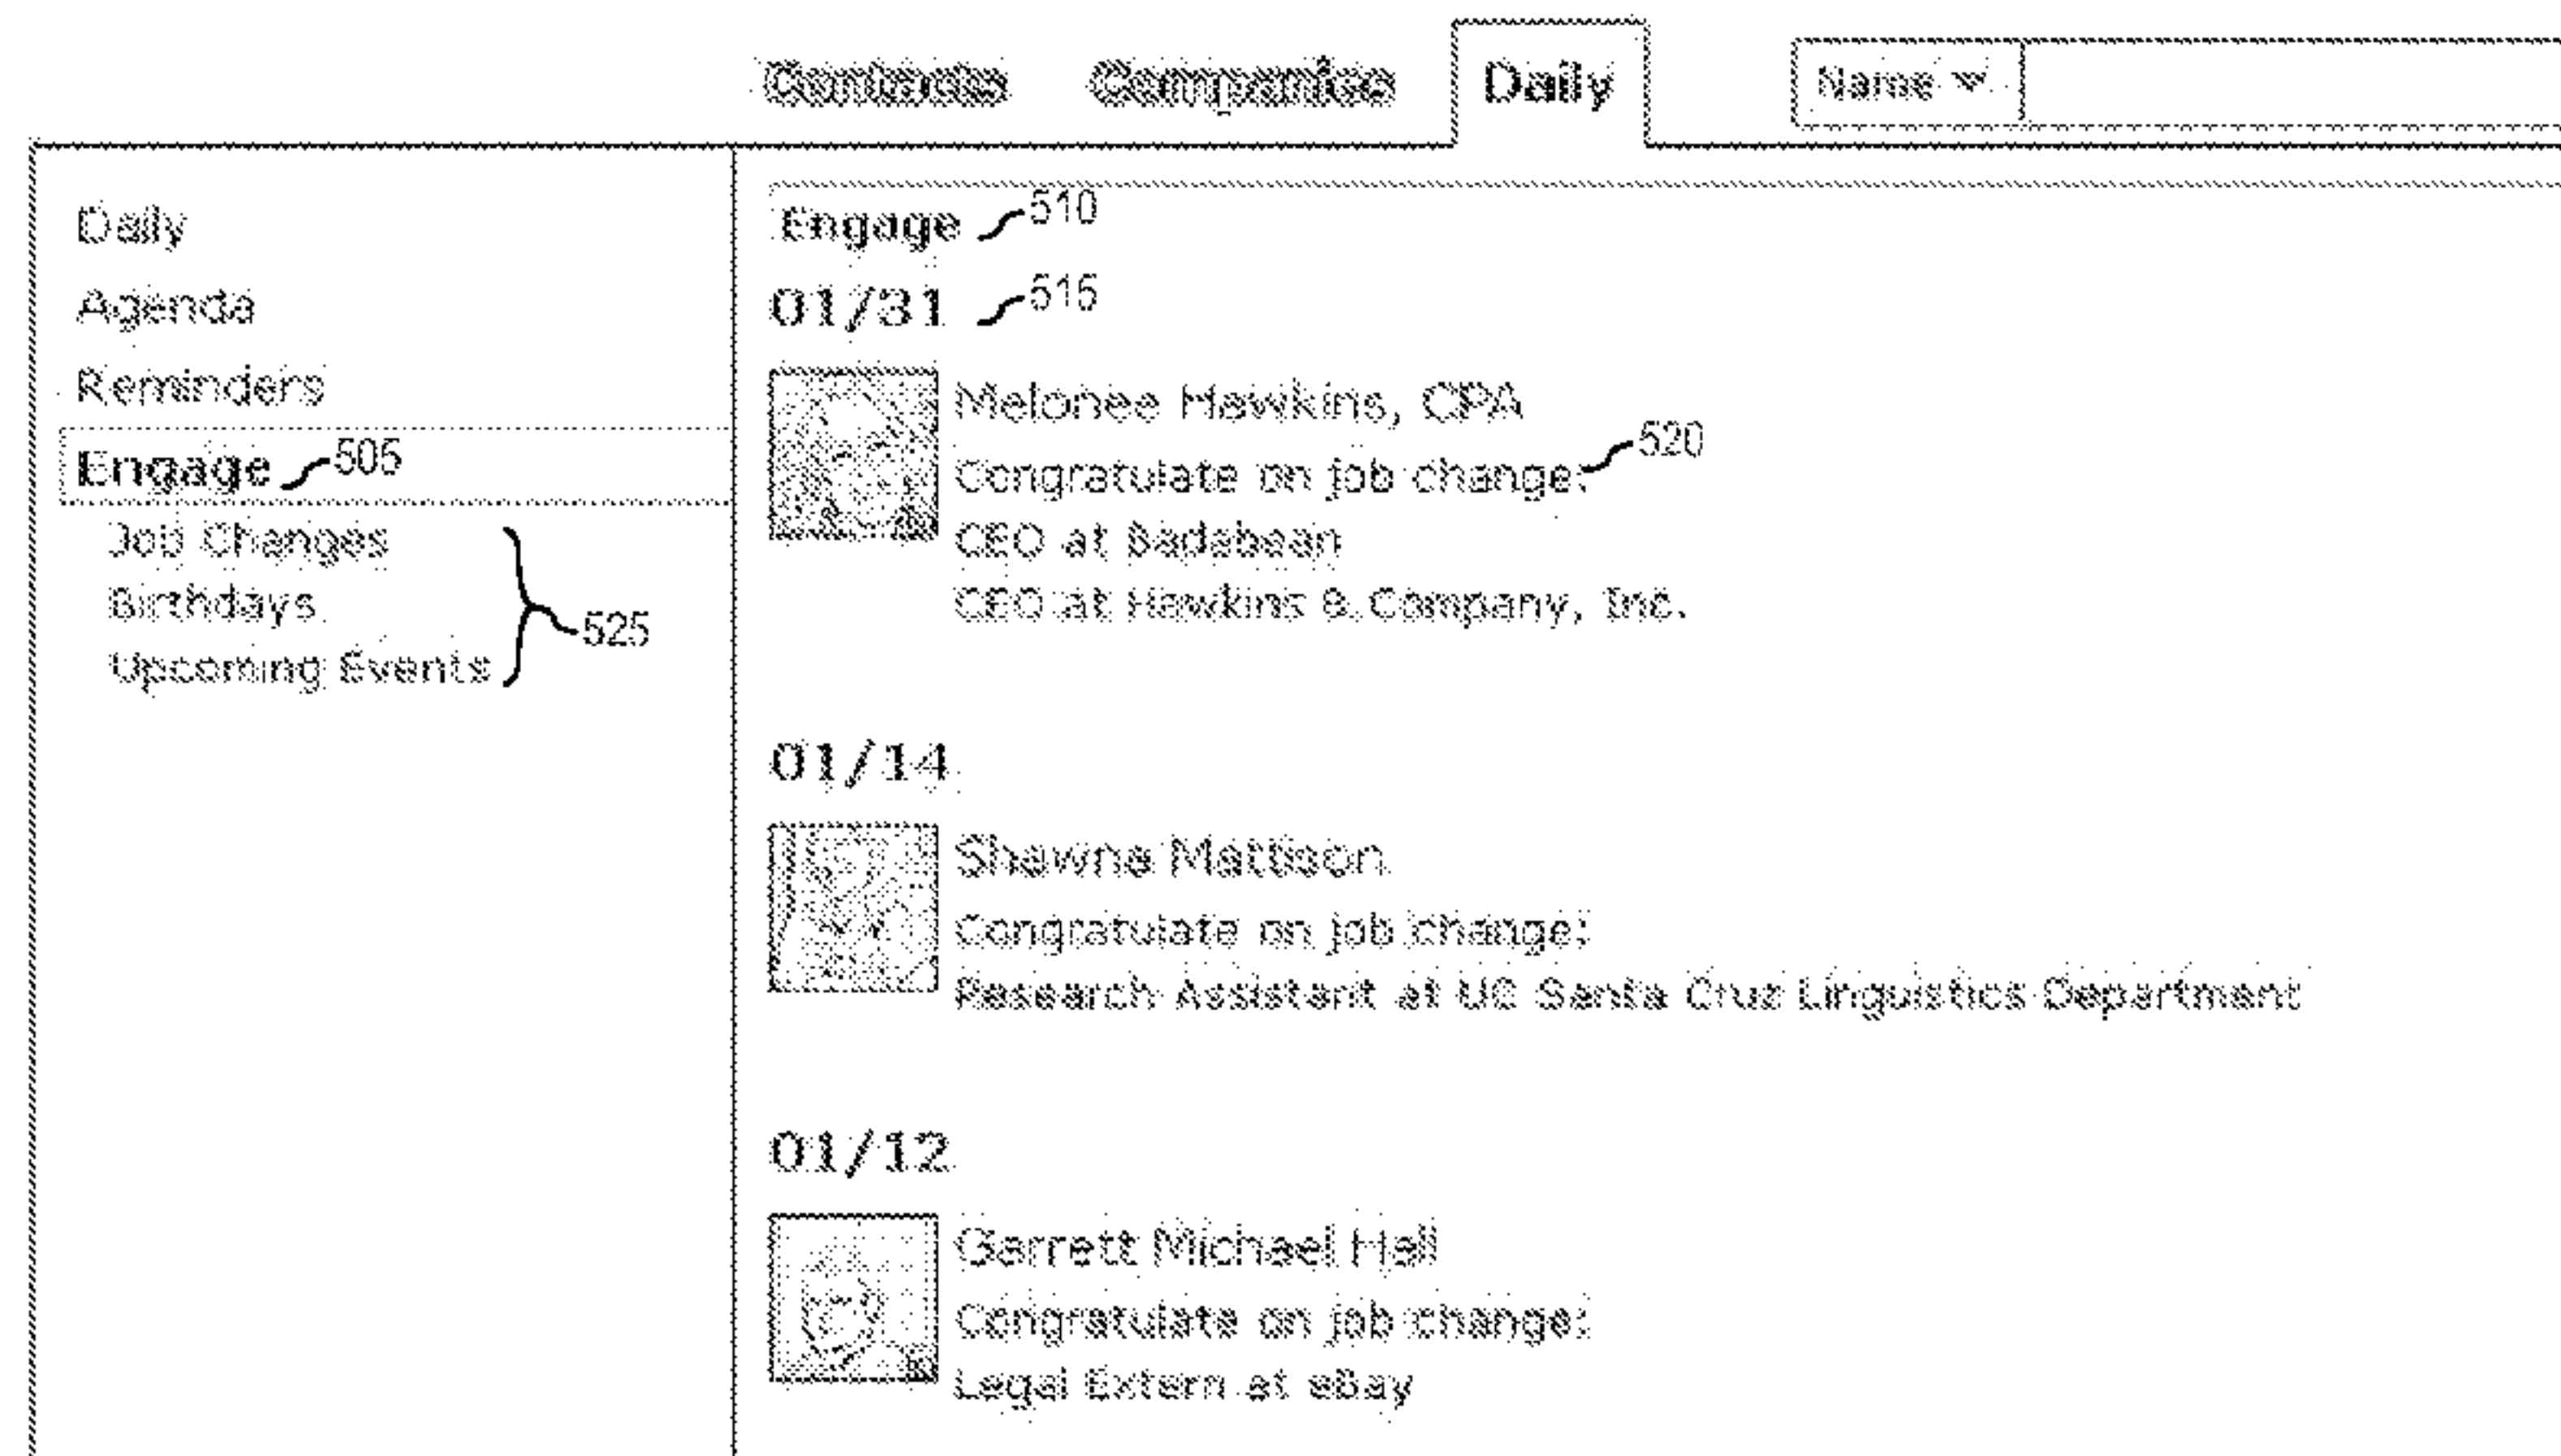 Contacts Companies Daily Name
Daily
Agenda
Reminders
Engage 505
Job Changes
Birthdays
Upcoming Events
525
Engage 510
01/31 515
Melonee Hawkins, CPA
Congratulate on job change: 520
CEO at Badabean
CEO at Hawkins & Company, Inc.
01/14
Shawna Mattison
Congratulate on job change:
Research Assistant at UC Santa Cruz Linguistics Department
01/12
Garrett Michael Hall
Congratulate on job change:
Legal Extern at eBay